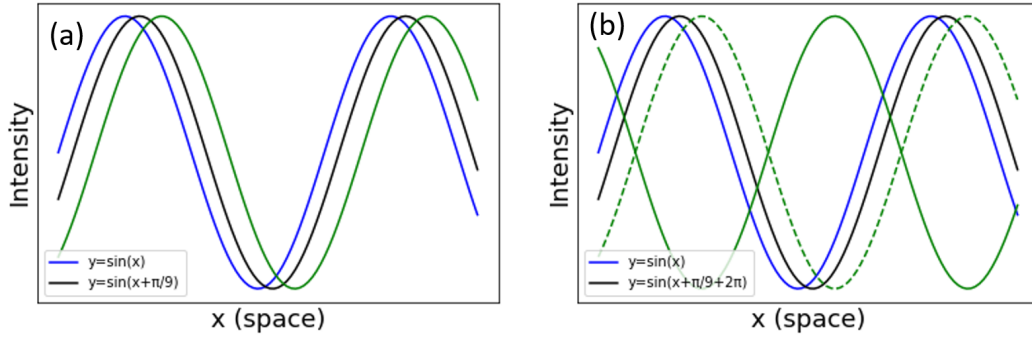 (a)
Intensity
y=sin(x)
y=sin(x+π/9)
x (space)
(b)
Intensity
y=sin(x)
y=sin(x+π/9+2π)
x (space)